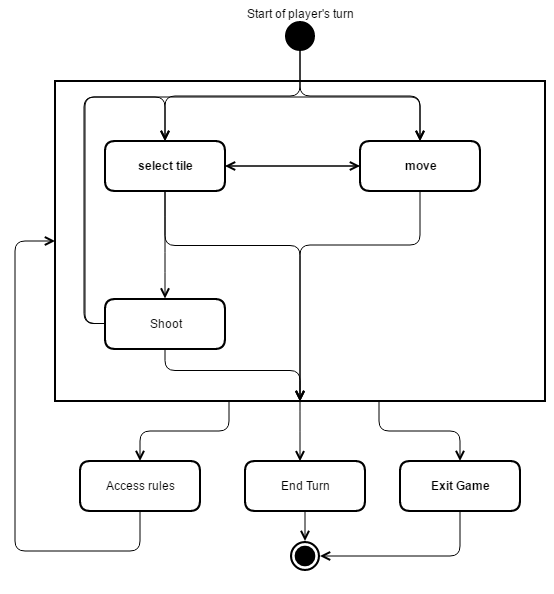 Start of player's turn
select tile
move
Shoot
Access rules
End Turn
Exit Game